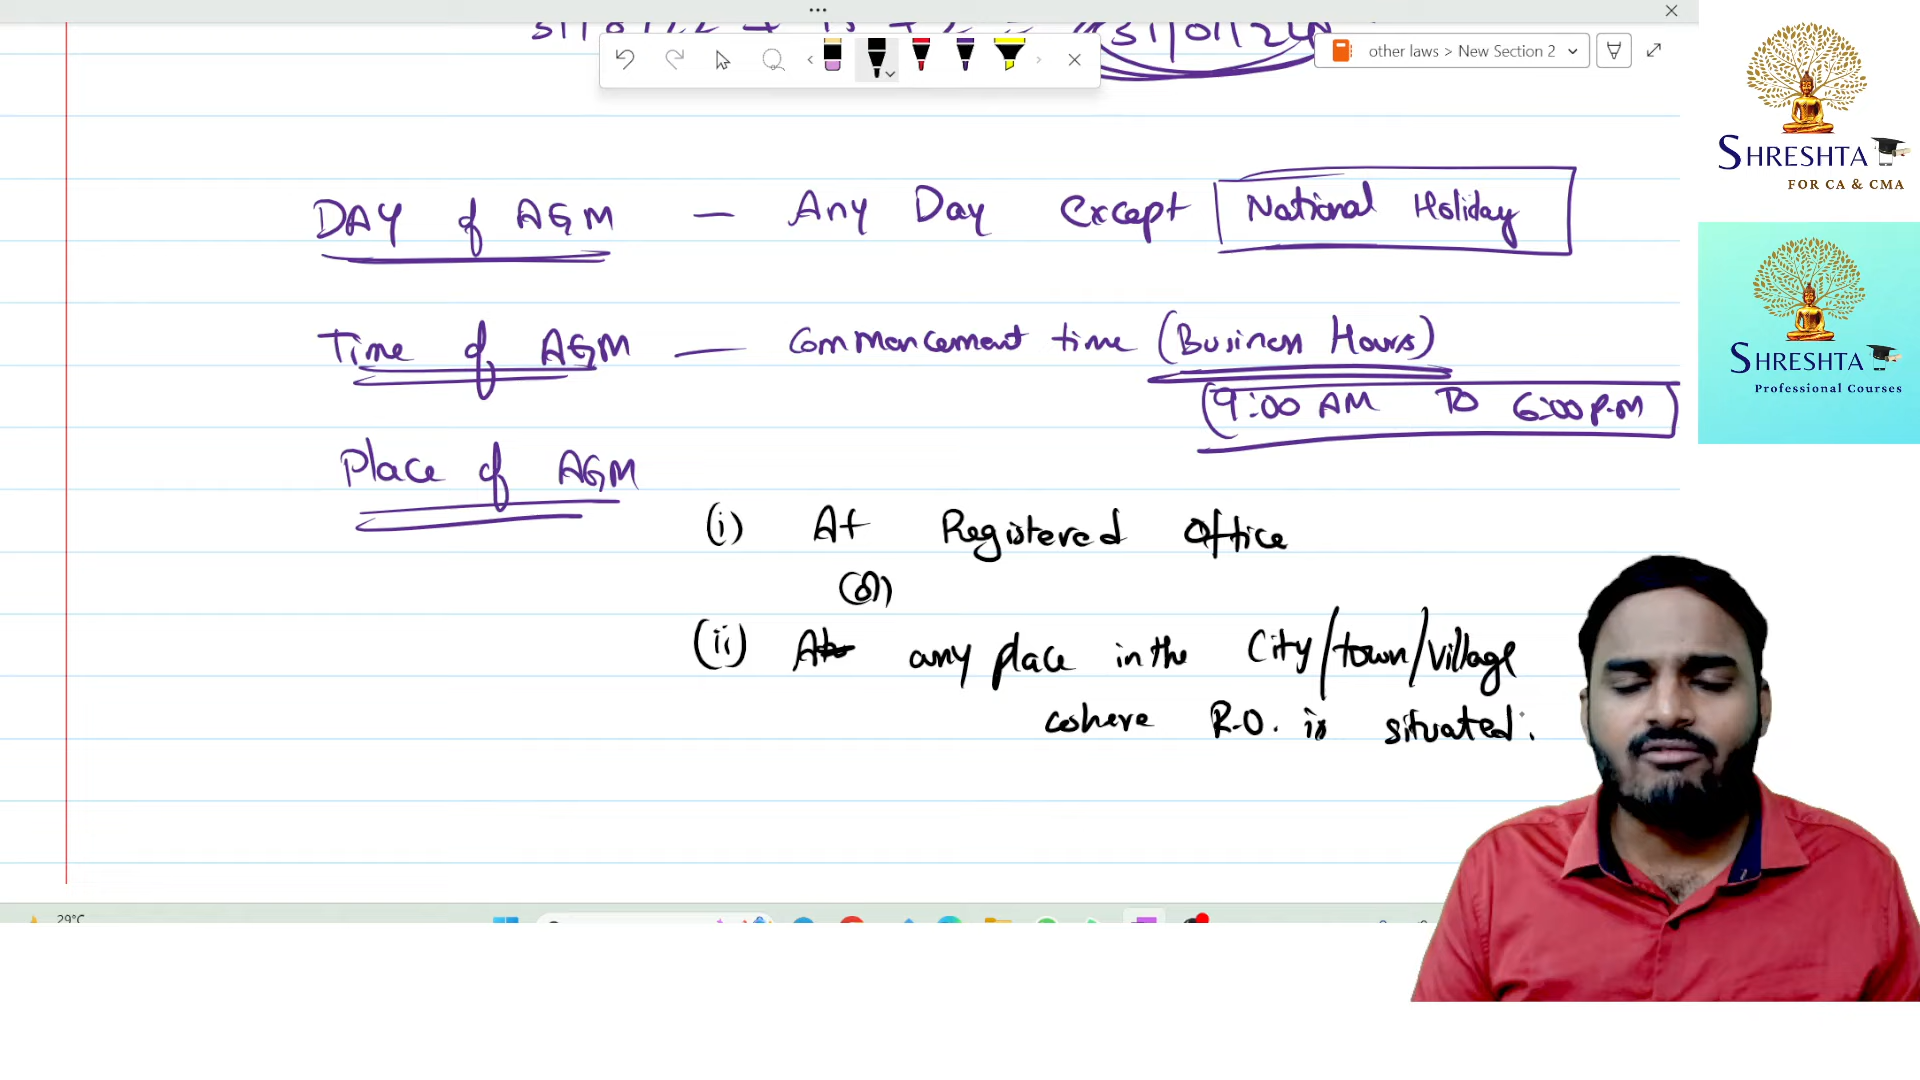 other laws > New Section 2
SHRESHTA
FOR CA & CMA
DAY of AGM — Any Day Except National Holiday
Time of AGM — Commancement time (Business Hours)
9:00 AM TO 6:00 P.M
SHRESHTA
Professional Courses
Place of AGM
(i) At Registered Office
(or)
(ii) any place in the City/town/village
where R.O. is situated.
29°C